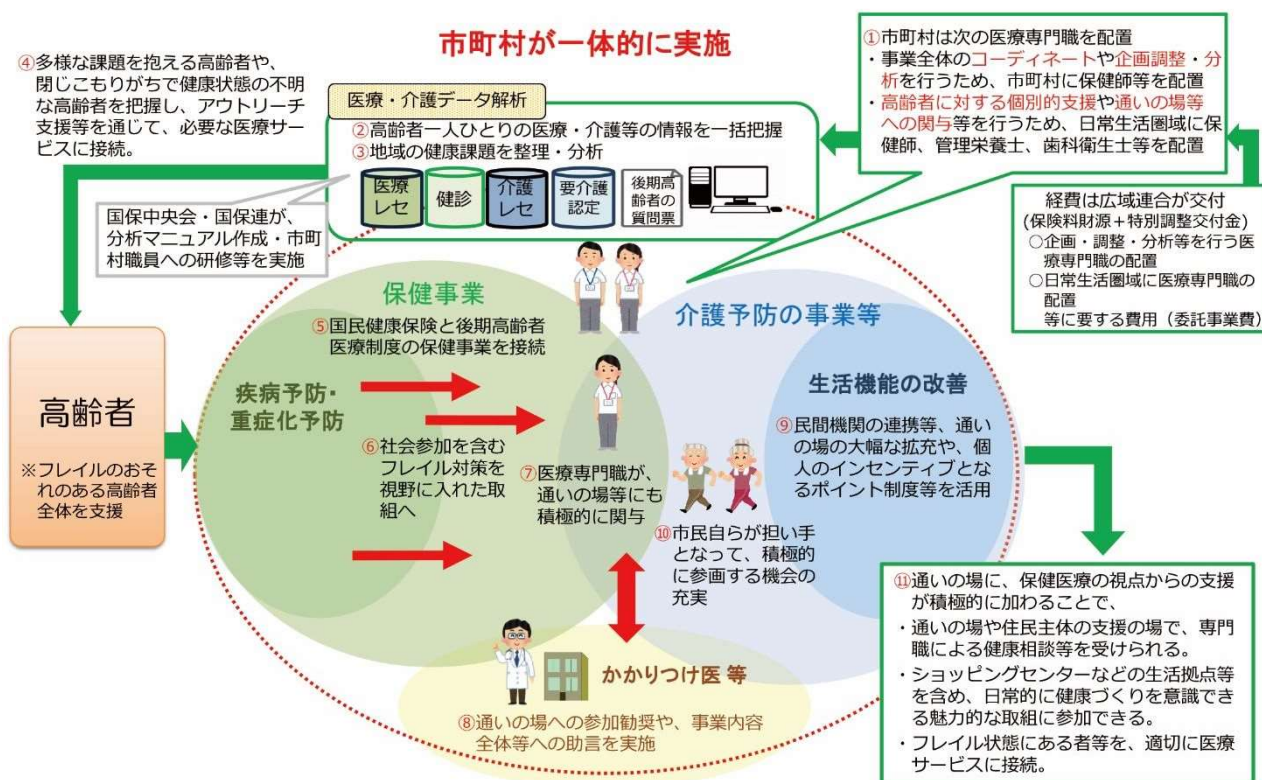 市町村が一体的に実施
①市町村は次の医療専門職を配置
・事業全体のコーディネートや企画調整・分
析を行うため、市町村に保健師等を配置
・高齢者に対する個別的支援や通いの場等
への関与等を行うため、日常生活圏域に保
健師、管理栄養士、歯科衛生士等を配置
経費は広域連合が交付
(保険料財源＋特別調整交付金)
○企画・調整・分析等を行う医
療専門職の配置
○日常生活圏域に医療専門職の
配置
等に要する費用（委託事業費）
医療・介護データ解析
②高齢者一人ひとりの医療・介護等の情報を一括把握
③地域の健康課題を整理・分析
医療
レセ
健診
介護
レセ
要介護
認定
後期高
齢者の
質問票
④多様な課題を抱える高齢者や、
閉じこもりがちで健康状態の不明
な高齢者を把握し、アウトリーチ
支援等を通じて、必要な医療サー
ビスに接続。
国保中央会・国保連が、
分析マニュアル作成・市町
村職員への研修等を実施
高齢者
※フレイルのおそ
れのある高齢者
全体を支援
保健事業
⑤国民健康保険と後期高齢者
医療制度の保健事業を接続
疾病予防・
重症化予防
⑥社会参加を含む
フレイル対策を
視野に入れた取
組へ
⑦医療専門職が、
通いの場等にも
積極的に関与
介護予防の事業等
生活機能の改善
⑨民間機関の連携等、通い
の場の大幅な拡充や、個
人のインセンティブとな
るポイント制度等を活用
⑩市民自らが担い手
となって、積極的
に参画する機会の
充実
かかりつけ医 等
⑧通いの場への参加勧奨や、事業内容
全体等への助言を実施
⑪通いの場に、保健医療の視点からの支援
が積極的に加わることで、
・通いの場や住民主体の支援の場で、専門
職による健康相談等を受けられる。
・ショッピングセンターなどの生活拠点等
を含め、日常的に健康づくりを意識でき
る魅力的な取組に参加できる。
・フレイル状態にある者等を、適切に医療
サービスに接続。